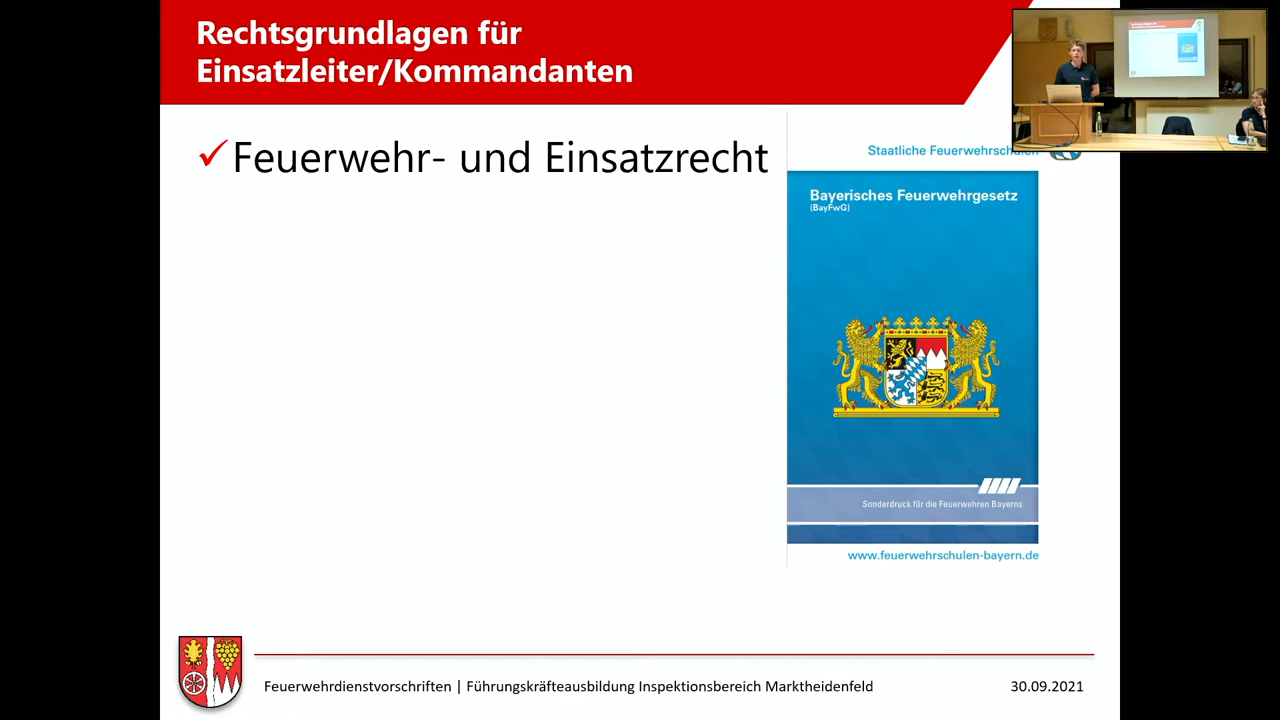 Rechtsgrundlagen für
Einsatzleiter/Kommandanten
✓Feuerwehr- und Einsatzrecht
Staatliche Feuerwehrschulen
Bayerisches Feuerwehrgesetz
(BayFwG)
Sonderdruck für die Feuerwehren Bayerns
www.feuerwehrschulen-bayern.de
Feuerwehrdienstvorschriften | Führungskräfteausbildung Inspektionsbereich Marktheidenfeld
30.09.2021